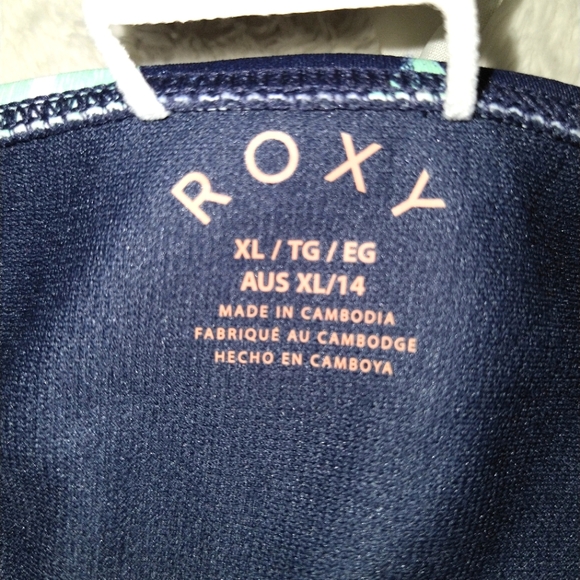 ROXY
XL / TG / EG
AUS XL/14
MADE IN CAMBODIA
FABRIQUÉ AU CAMBODGE
HECHO EN CAMBOYA